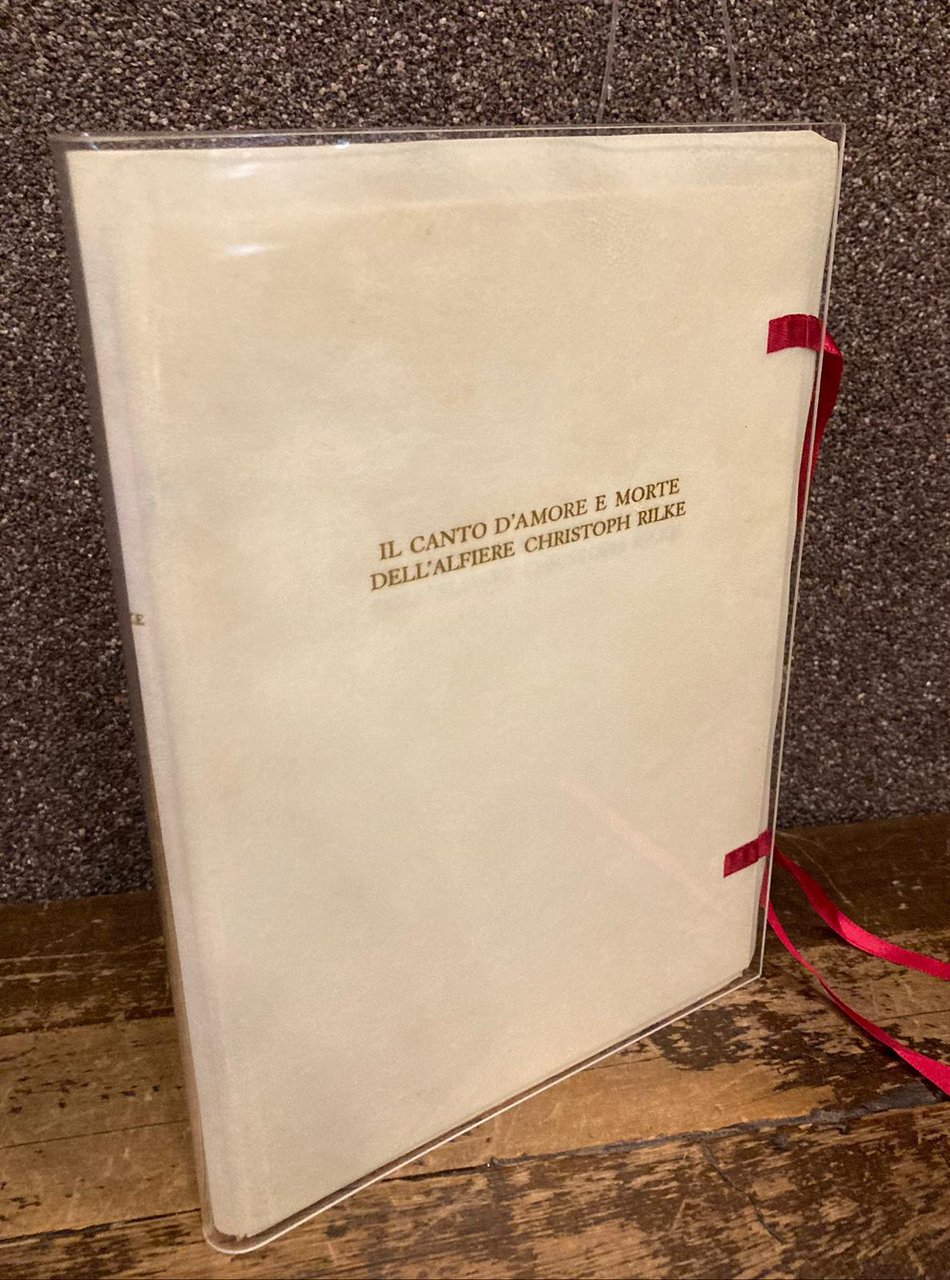 IL CANTO D'AMORE E MORTE
DELL'ALFIERE CHRISTOPH RILKE